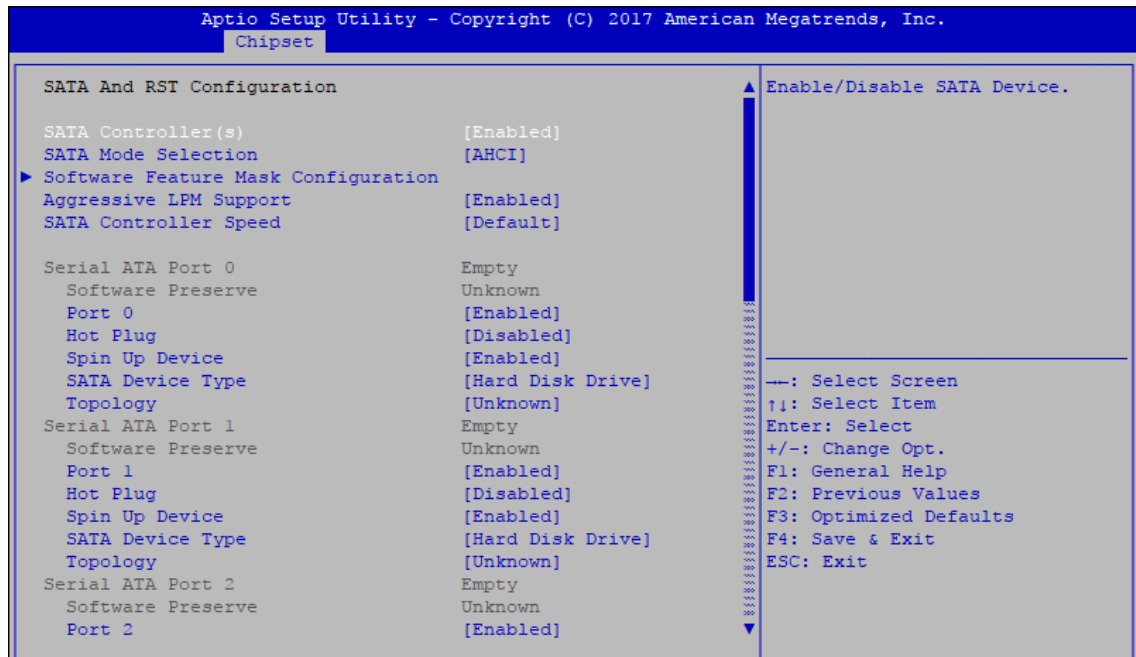 Aptio Setup Utility - Copyright (C) 2017 American Megatrends, Inc.
Chipset
SATA And RST Configuration
SATA Controller(s) [Enabled]
SATA Mode Selection [AHCI]
► Software Feature Mask Configuration
Aggressive LPM Support [Enabled]
SATA Controller Speed [Default]
Serial ATA Port 0 Empty
Software Preserve Unknown
Port 0 [Enabled]
Hot Plug [Disabled]
Spin Up Device [Enabled]
SATA Device Type [Hard Disk Drive]
Topology [Unknown]
Serial ATA Port 1 Empty
Software Preserve Unknown
Port 1 [Enabled]
Hot Plug [Disabled]
Spin Up Device [Enabled]
SATA Device Type [Hard Disk Drive]
Topology [Unknown]
Serial ATA Port 2 Empty
Software Preserve Unknown
Port 2 [Enabled]
Enable/Disable SATA Device.
→←: Select Screen
↑↓: Select Item
Enter: Select
+/-: Change Opt.
F1: General Help
F2: Previous Values
F3: Optimized Defaults
F4: Save & Exit
ESC: Exit